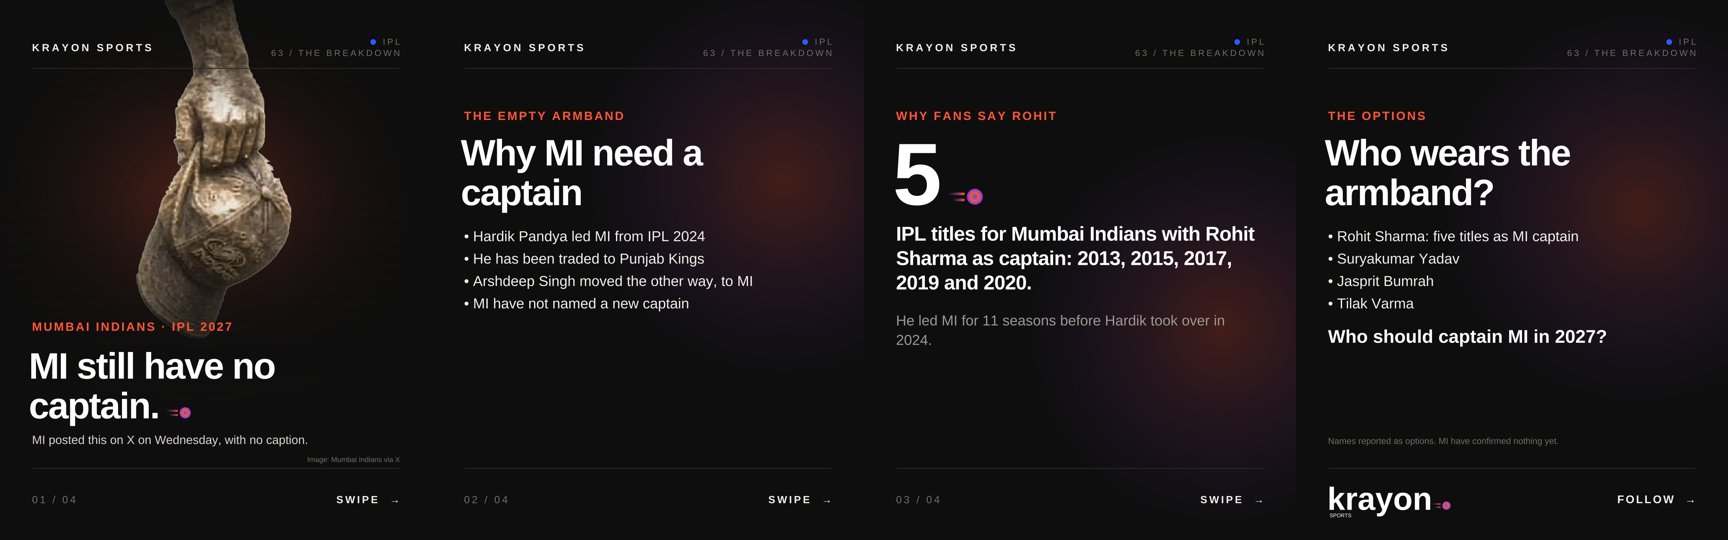 KRAYON SPORTS
IPL
63 / THE BREAKDOWN
MUMBAI INDIANS · IPL 2027
MI still have no
captain.
MI posted this on X on Wednesday, with no caption.
Image: Mumbai Indians via X
01 / 04
SWIPE →
KRAYON SPORTS
IPL
63 / THE BREAKDOWN
THE EMPTY ARMBAND
Why MI need a
captain
• Hardik Pandya led MI from IPL 2024
• He has been traded to Punjab Kings
• Arshdeep Singh moved the other way, to MI
• MI have not named a new captain
02 / 04
SWIPE →
KRAYON SPORTS
IPL
63 / THE BREAKDOWN
WHY FANS SAY ROHIT
5
IPL titles for Mumbai Indians with Rohit
Sharma as captain: 2013, 2015, 2017,
2019 and 2020.
He led MI for 11 seasons before Hardik took over in
2024.
03 / 04
SWIPE →
KRAYON SPORTS
IPL
63 / THE BREAKDOWN
THE OPTIONS
Who wears the
armband?
• Rohit Sharma: five titles as MI captain
• Suryakumar Yadav
• Jasprit Bumrah
• Tilak Varma
Who should captain MI in 2027?
Names reported as options. MI have confirmed nothing yet.
krayon
SPORTS
FOLLOW →